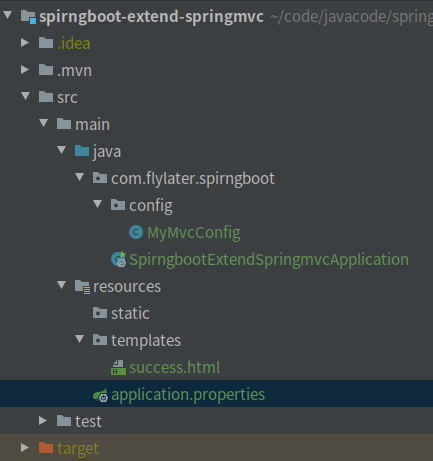 spirngboot-extend-springmvc ~/code/javacode/spring
.idea
.mvn
src
main
java
com.flylater.spirngboot
config
MyMvcConfig
SpirngbootExtendSpringmvcApplication
resources
static
templates
success.html
application.properties
test
target